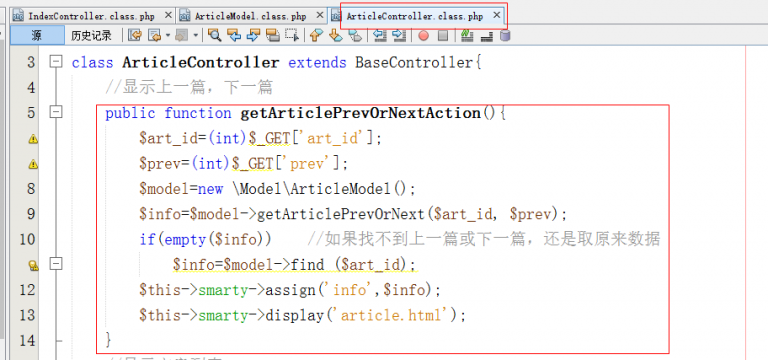 IndexController.class.php ArticleModel.class.php ArticleController.class.php
源 历史记录
3 class ArticleController extends BaseController{
4 //显示上一篇，下一篇
5 public function getArticlePrevOrNextAction(){
$art_id=(int)$_GET['art_id'];
$prev=(int)$_GET['prev'];
8 $model=new \Model\ArticleModel();
9 $info=$model->getArticlePrevOrNext($art_id, $prev);
10 if(empty($info)) //如果找不到上一篇或下一篇，还是取原来数据
$info=$model->find ($art_id);
12 $this->smarty->assign('info',$info);
13 $this->smarty->display('article.html');
14 }